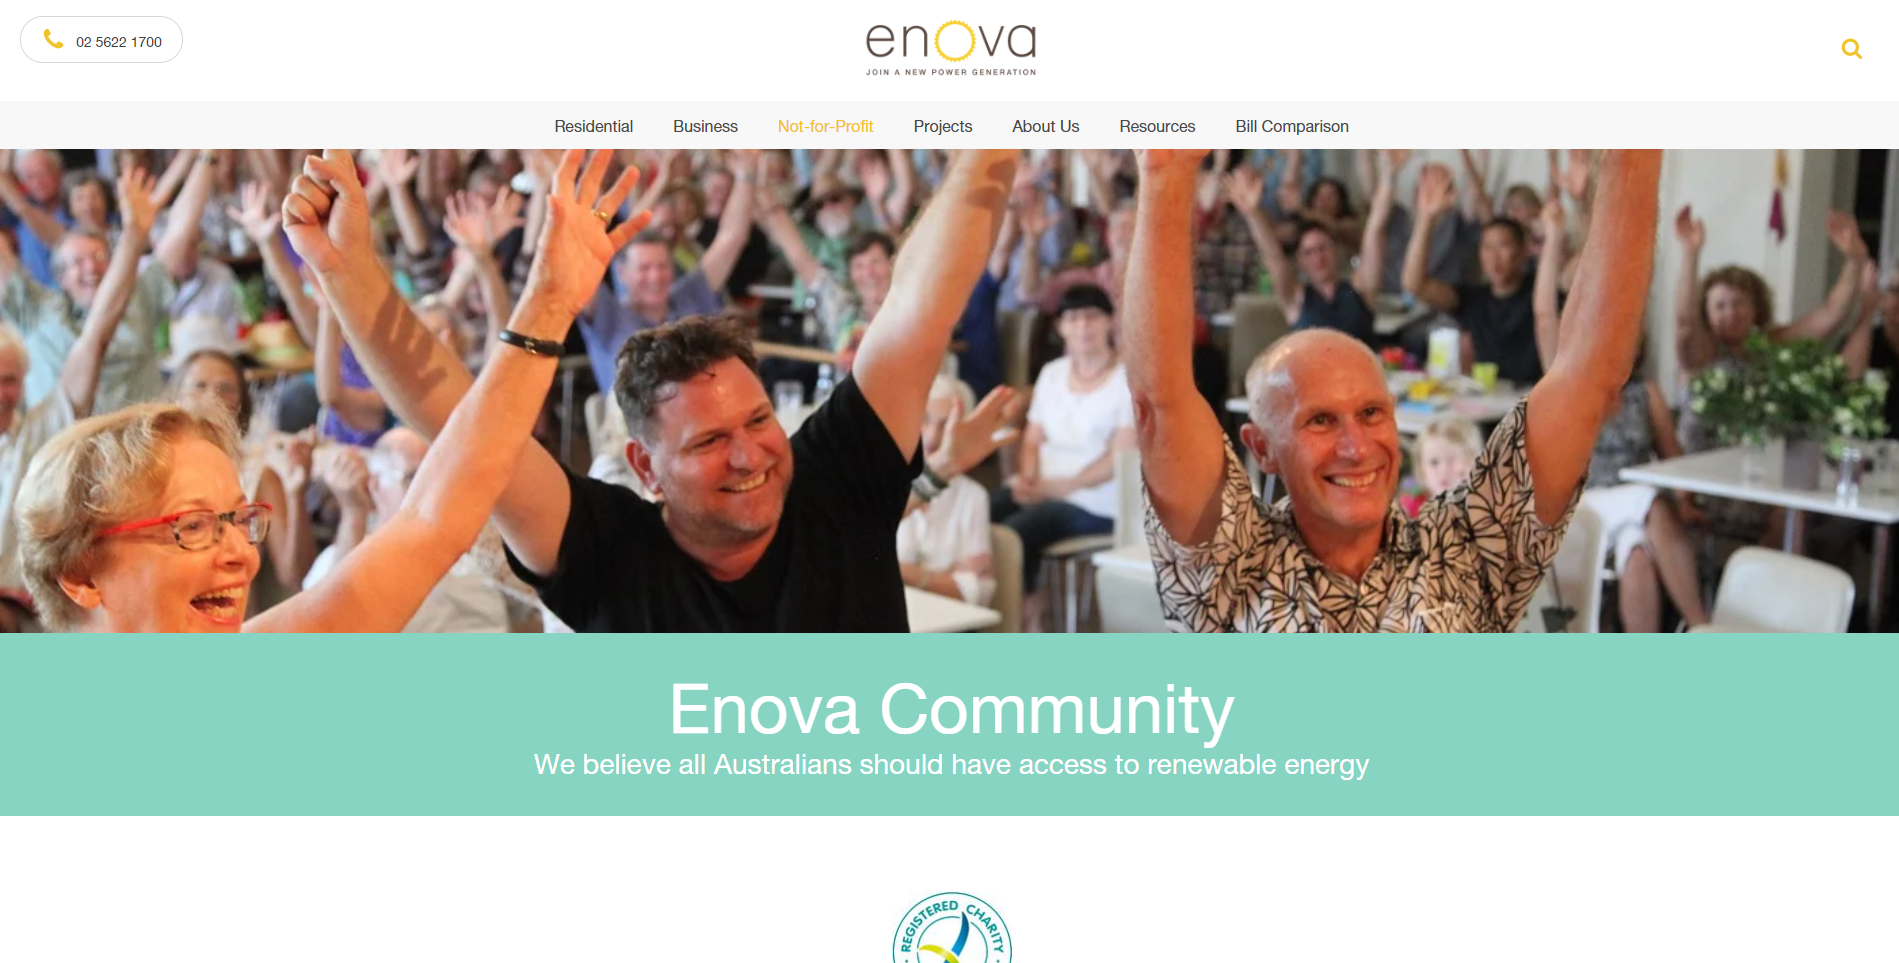 02 5622 1700
enova
JOIN A NEW POWER GENERATION
Residential Business Not-for-Profit Projects About Us Resources Bill Comparison
Enova Community
We believe all Australians should have access to renewable energy
REGISTERED CHARITY